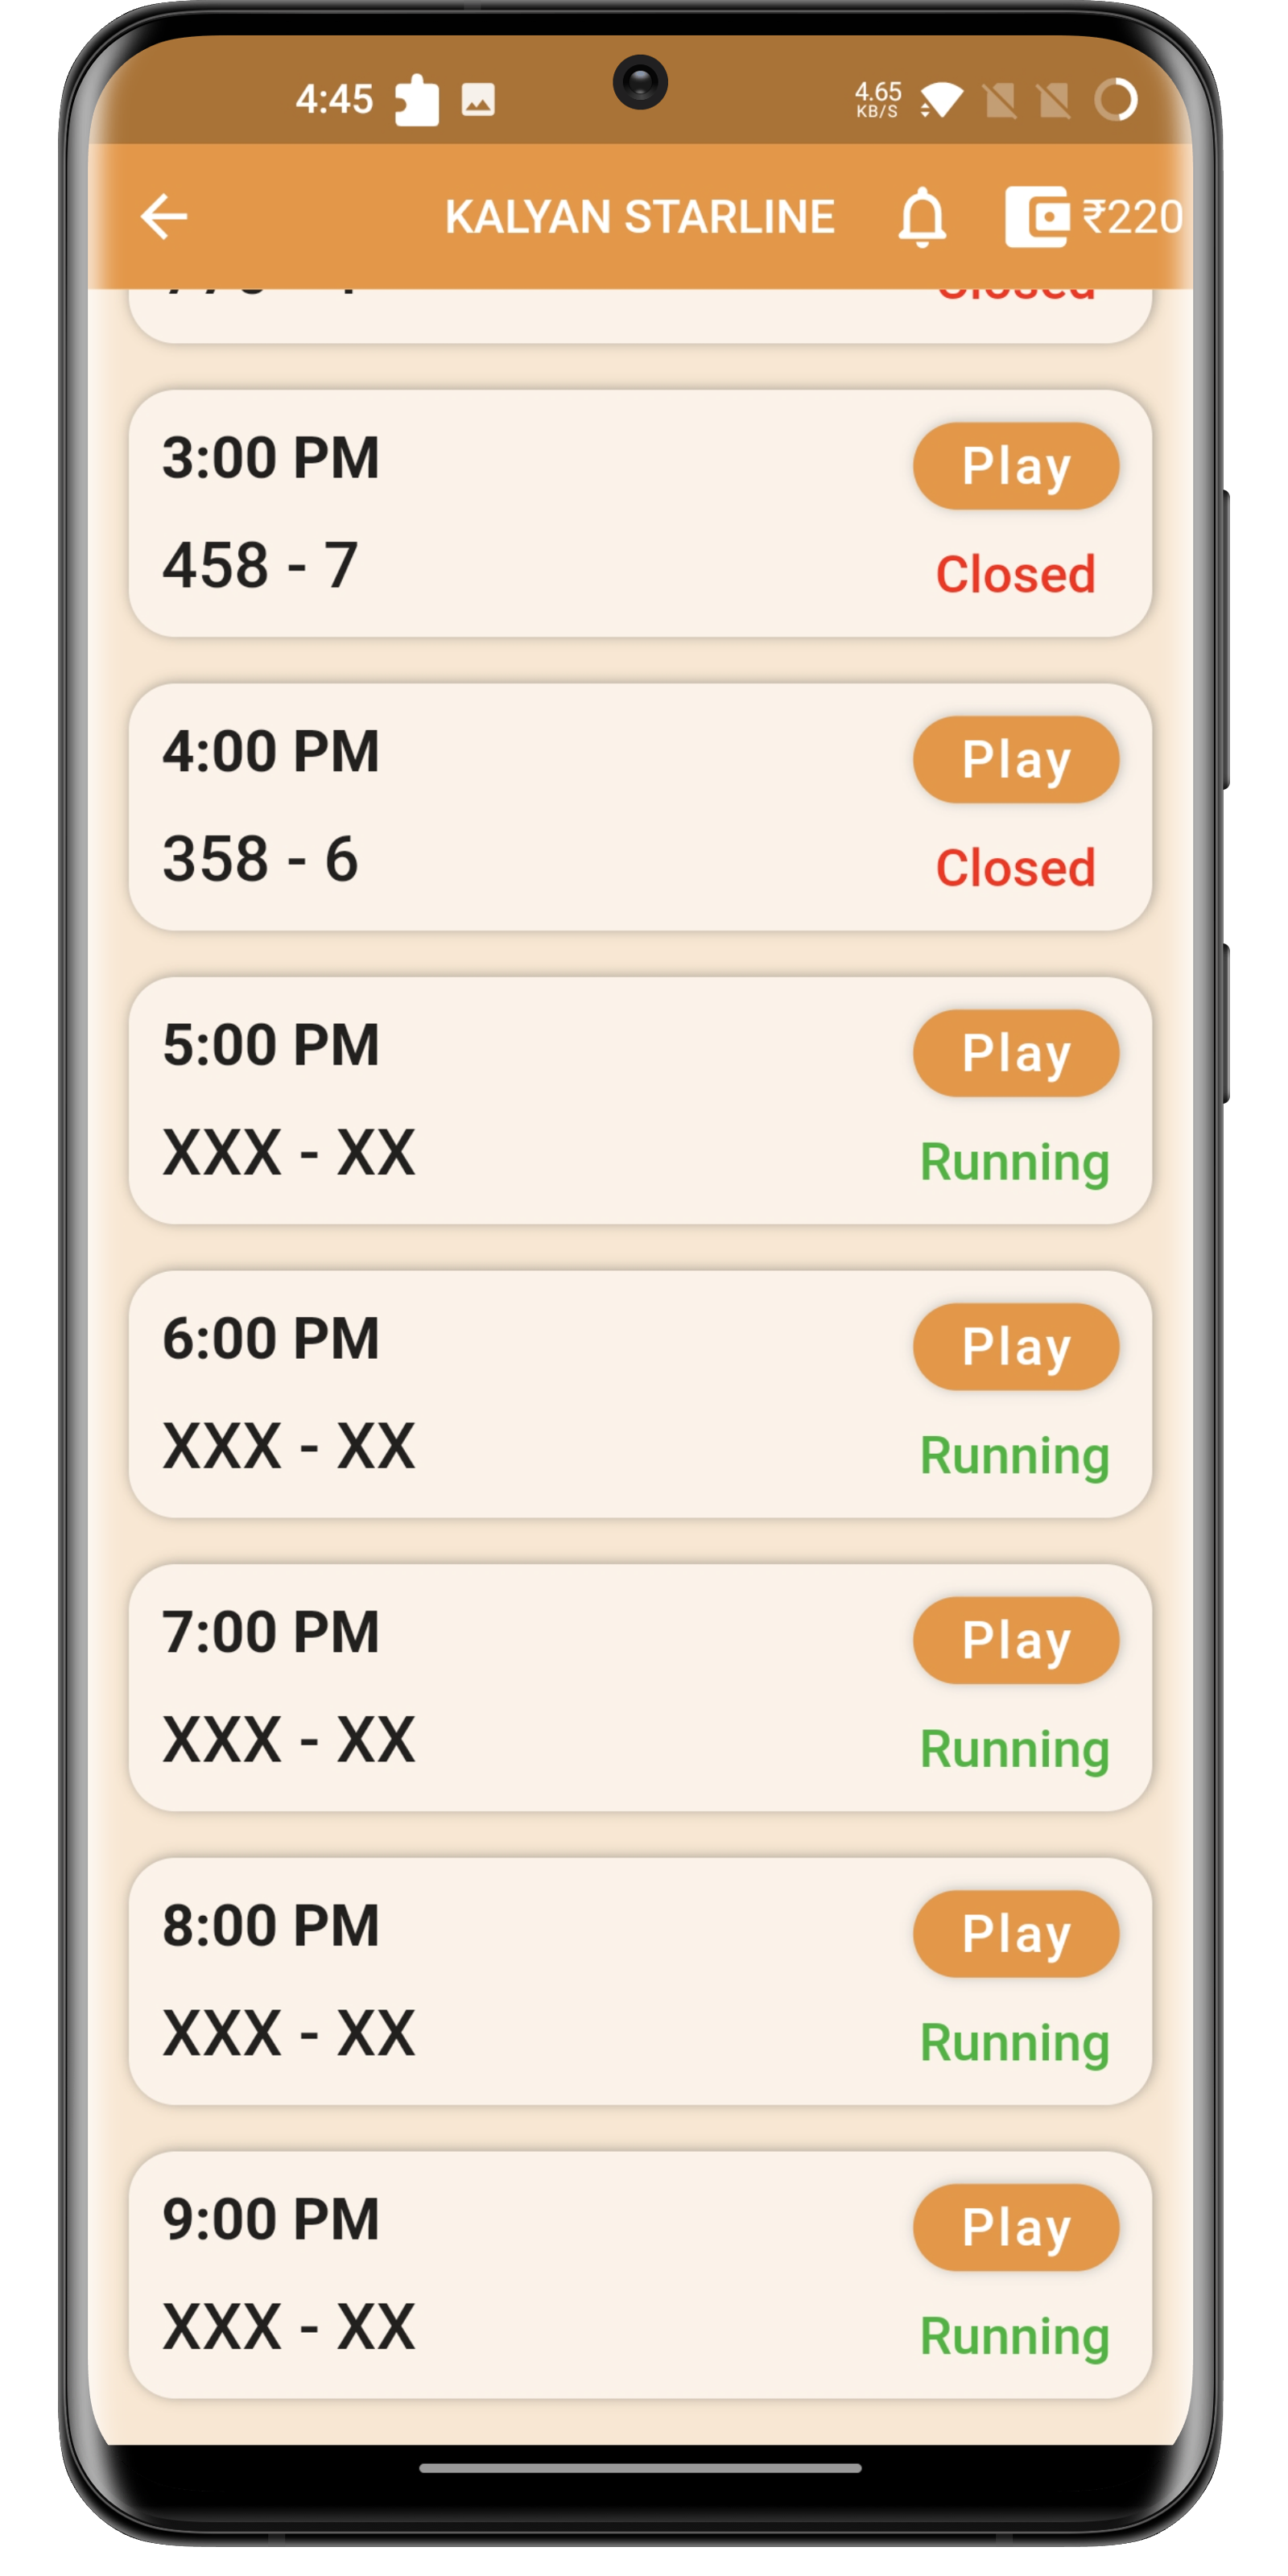 4:45
4.65
KB/S
KALYAN STARLINE
₹220
Closed
3:00 PM
Play
458 - 7
Closed
4:00 PM
Play
358 - 6
Closed
5:00 PM
Play
XXX - XX
Running
6:00 PM
Play
XXX - XX
Running
7:00 PM
Play
XXX - XX
Running
8:00 PM
Play
XXX - XX
Running
9:00 PM
Play
XXX - XX
Running